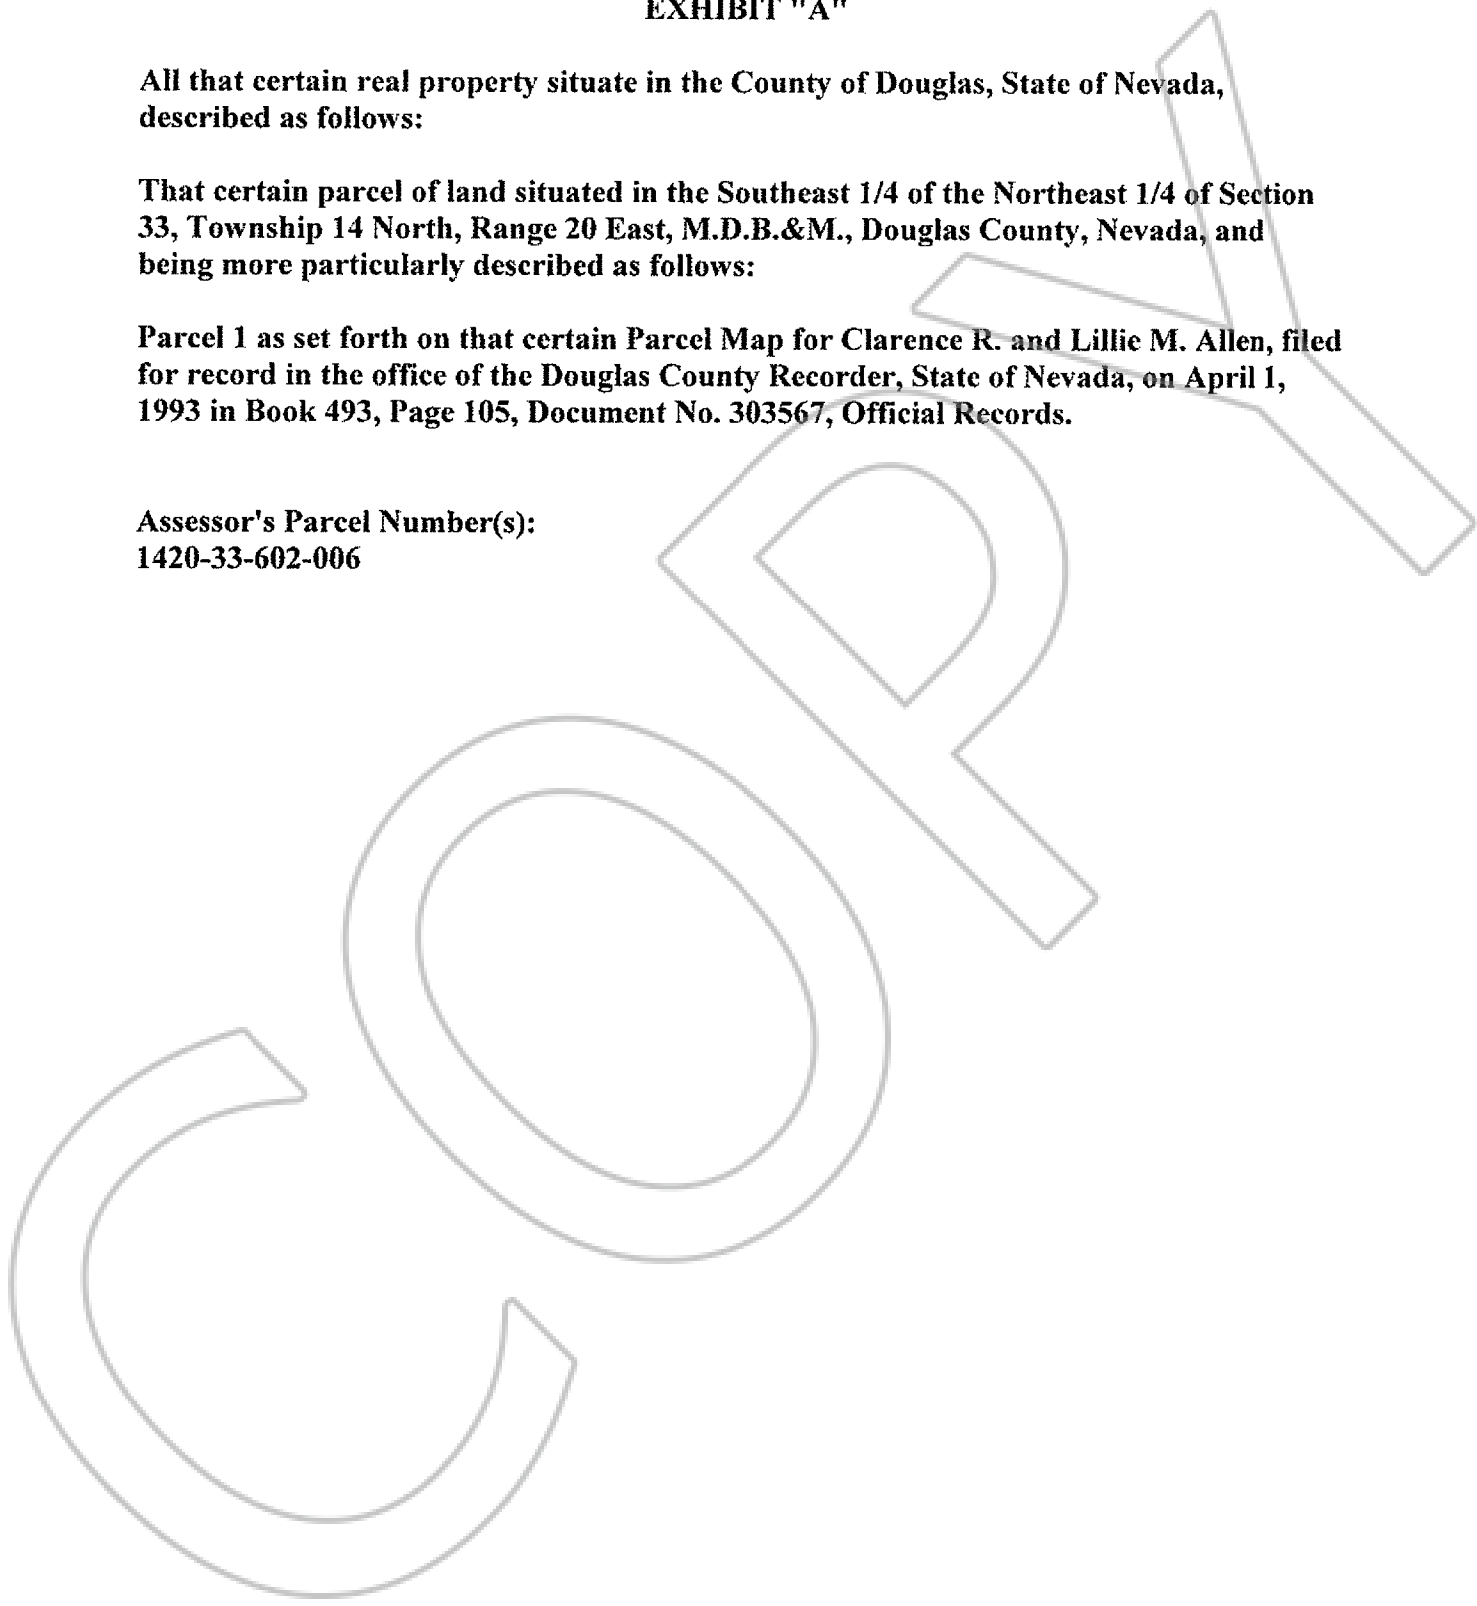 EXHIBIT "A"
All that certain real property situate in the County of Douglas, State of Nevada,
described as follows:
That certain parcel of land situated in the Southeast 1/4 of the Northeast 1/4 of Section
33, Township 14 North, Range 20 East, M.D.B.&M., Douglas County, Nevada, and
being more particularly described as follows:
Parcel 1 as set forth on that certain Parcel Map for Clarence R. and Lillie M. Allen, filed
for record in the office of the Douglas County Recorder, State of Nevada, on April 1,
1993 in Book 493, Page 105, Document No. 303567, Official Records.
Assessor's Parcel Number(s):
1420-33-602-006
COPY